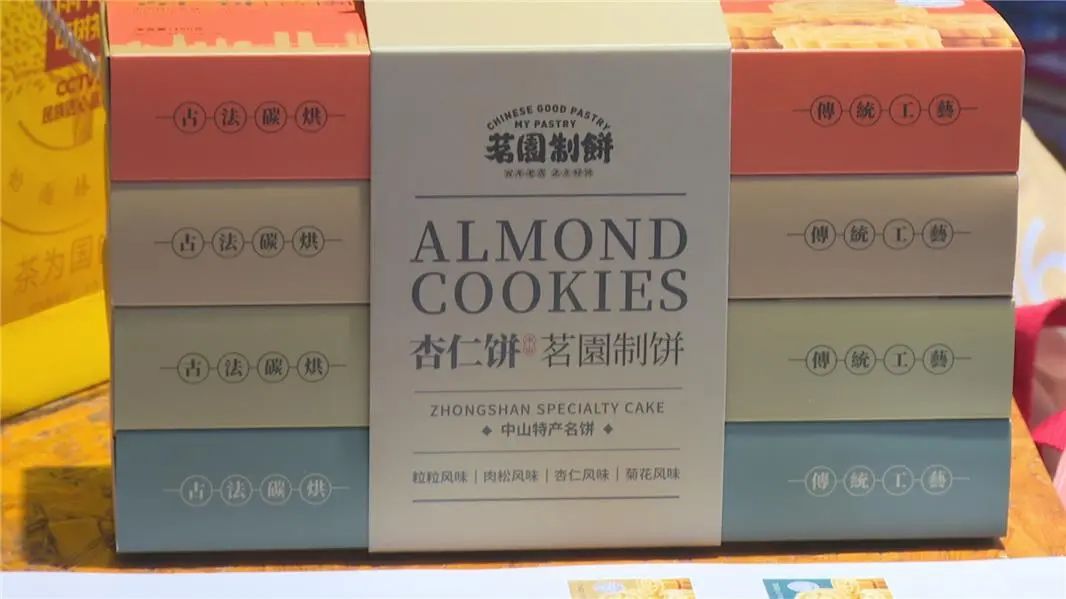 CCTV
茶为国
古法碳烘
傳統工藝
CHINESE GOOD PASTRY
MY PASTRY
茗園制餅
ALMOND
COOKIES
杏仁饼 茗園制饼
ZHONGSHAN SPECIALTY CAKE
中山特产名饼
粒粒风味 | 肉松风味 | 杏仁风味 | 菊花风味
古法碳烘
傳統工藝
古法碳烘
傳統工藝
古法碳烘
傳統工藝